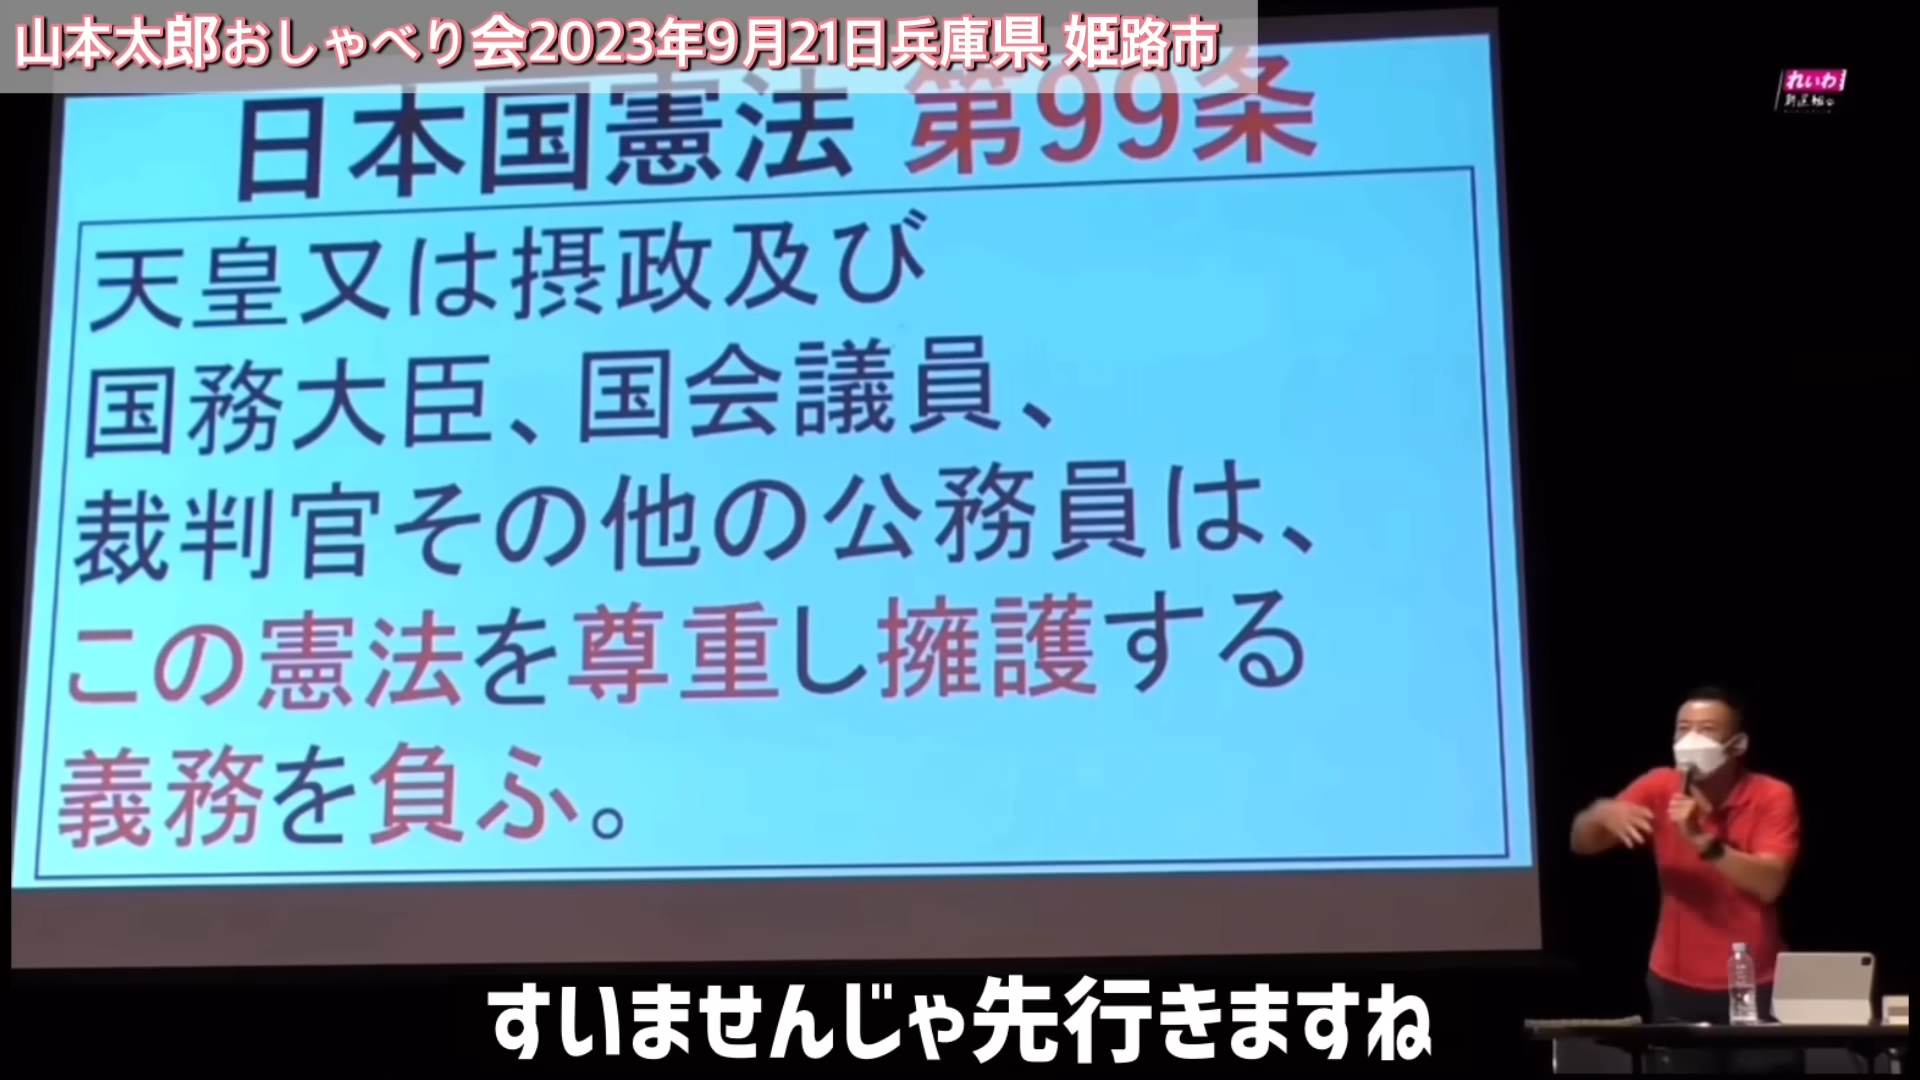 山本太郎おしゃべり会2023年9月21日兵庫県 姫路市
れいわ
新選組
日本国憲法 第99条
天皇又は摂政及び
国務大臣、国会議員、
裁判官その他の公務員は、
この憲法を尊重し擁護する
義務を負ふ。
すいませんじゃ先行きますね